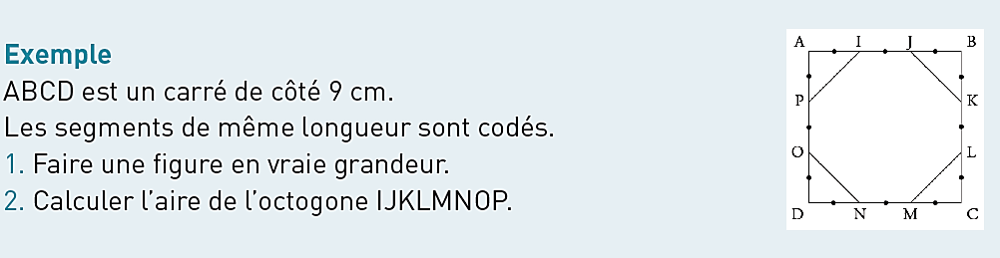 Exemple
ABCD est un carré de côté 9 cm.
Les segments de même longueur sont codés.
1. Faire une figure en vraie grandeur.
2. Calculer l'aire de l'octogone IJKLMNOP.
A I J B
P K
O L
D N M C